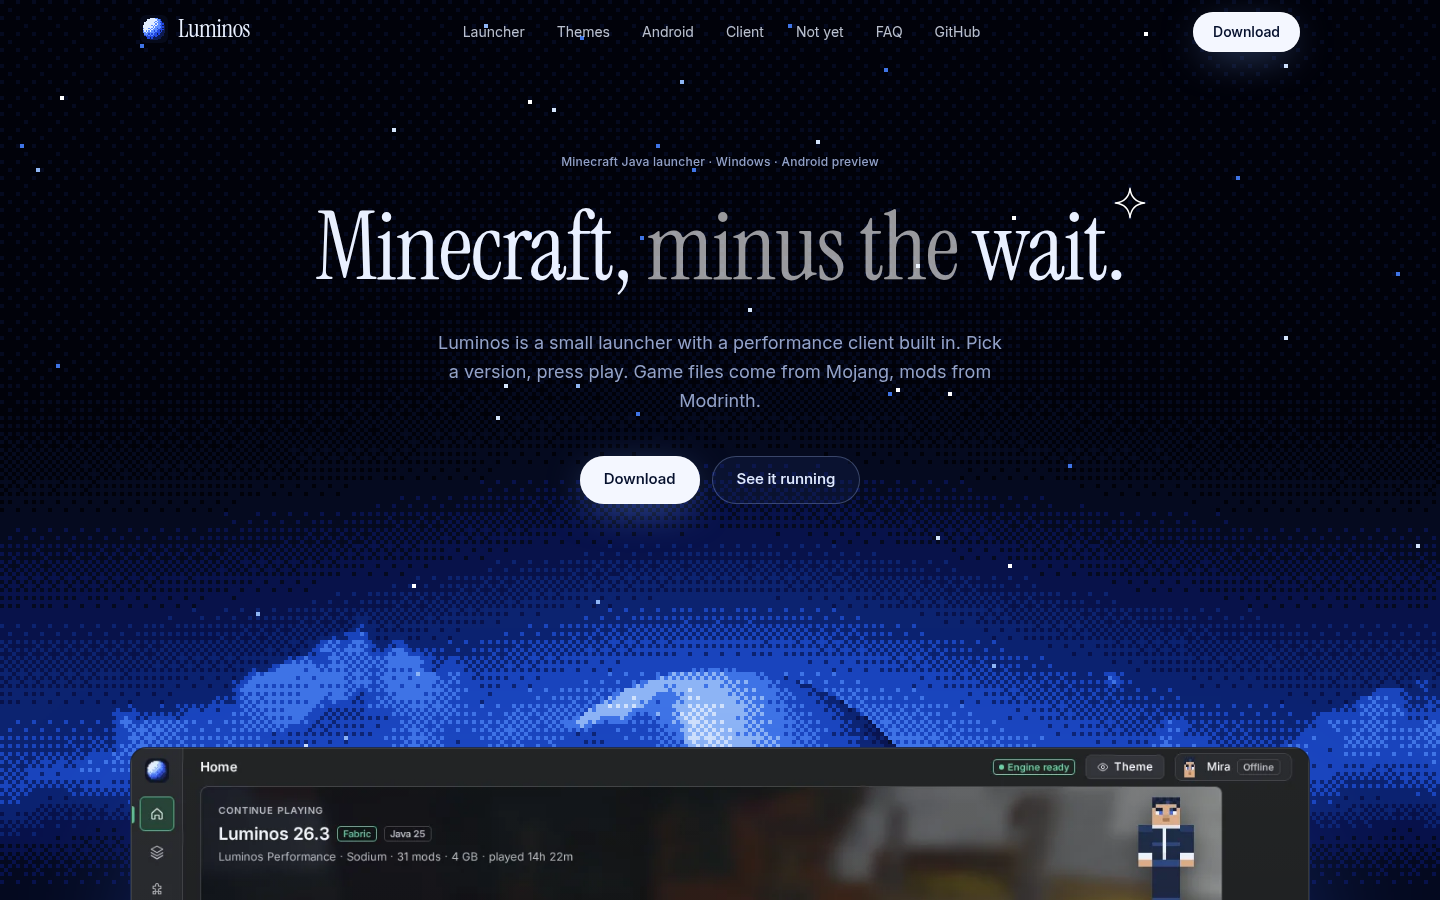 Luminos
Launcher Themes Android Client Not yet FAQ GitHub
Download
Minecraft Java launcher · Windows · Android preview
Minecraft, minus the wait.
Luminos is a small launcher with a performance client built in. Pick
a version, press play. Game files come from Mojang, mods from
Modrinth.
Download See it running
Home
Engine ready
Theme
Mira Offline
CONTINUE PLAYING
Luminos 26.3 Fabric Java 25
Luminos Performance · Sodium · 31 mods · 4 GB · played 14h 22m